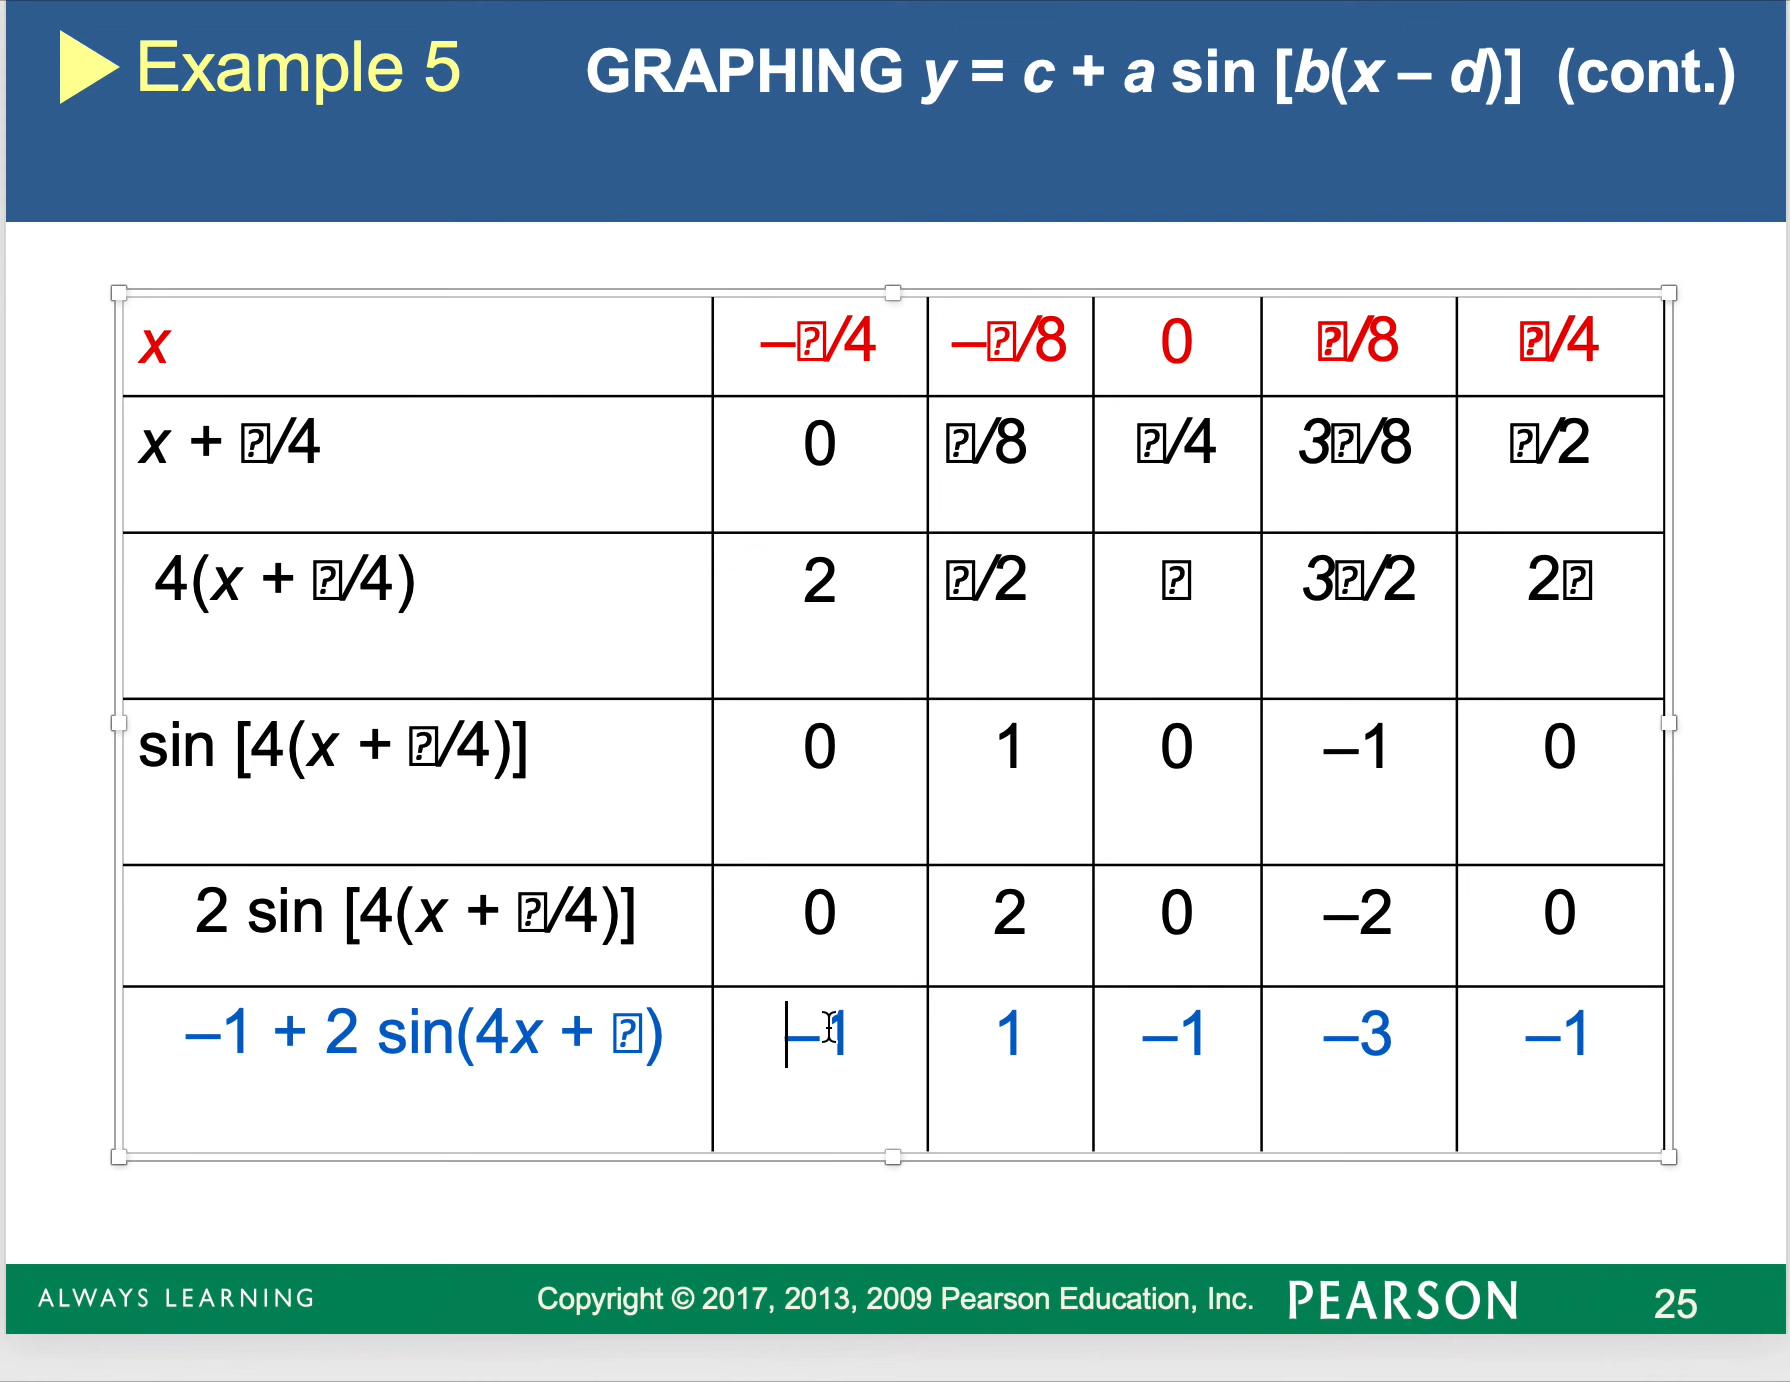 Example 5 GRAPHING y = c + a sin [b(x – d)] (cont.)
x –⍰/4 –⍰/8 0 ⍰/8 ⍰/4
x + ⍰/4 0 ⍰/8 ⍰/4 3⍰/8 ⍰/2
4(x + ⍰/4) 2 ⍰/2 ⍰ 3⍰/2 2⍰
sin [4(x + ⍰/4)] 0 1 0 –1 0
2 sin [4(x + ⍰/4)] 0 2 0 –2 0
–1 + 2 sin(4x + ⍰) –1 1 –1 –3 –1
ALWAYS LEARNING Copyright © 2017, 2013, 2009 Pearson Education, Inc. PEARSON 25